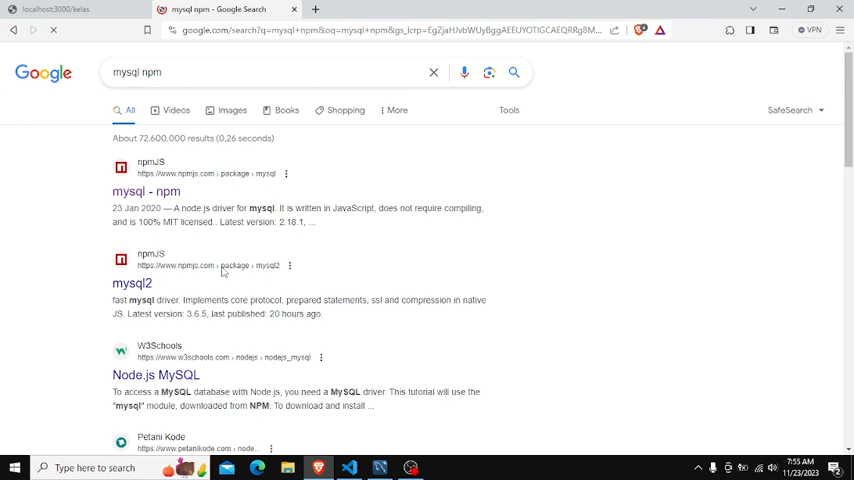 localhost:3000/kelas
mysql npm - Google Search
google.com/search?q=mysql+npm&oq=mysql+npm&gs_lcrp=EgZjaHJvbWUyBggAEEUYOTIGCAEQRRg8M...
VPN
Google
mysql npm
All
Videos
Images
Books
Shopping
More
Tools
SafeSearch
About 72.600.000 results (0,26 seconds)
npmJS
https://www.npmjs.com › package › mysql
mysql - npm
23 Jan 2020 — A node.js driver for mysql. It is written in JavaScript, does not require compiling,
and is 100% MIT licensed.. Latest version: 2.18.1, ...
npmJS
https://www.npmjs.com › package › mysql2
mysql2
fast mysql driver. Implements core protocol, prepared statements, ssl and compression in native
JS. Latest version: 3.6.5, last published: 20 hours ago.
W3Schools
https://www.w3schools.com › nodejs › nodejs_mysql
Node.js MySQL
To access a MySQL database with Node.js, you need a MySQL driver. This tutorial will use the
"mysql" module, downloaded from NPM. To download and install ...
Petani Kode
https://www.petanikode.com › node...
Type here to search
7:55 AM
11/23/2023